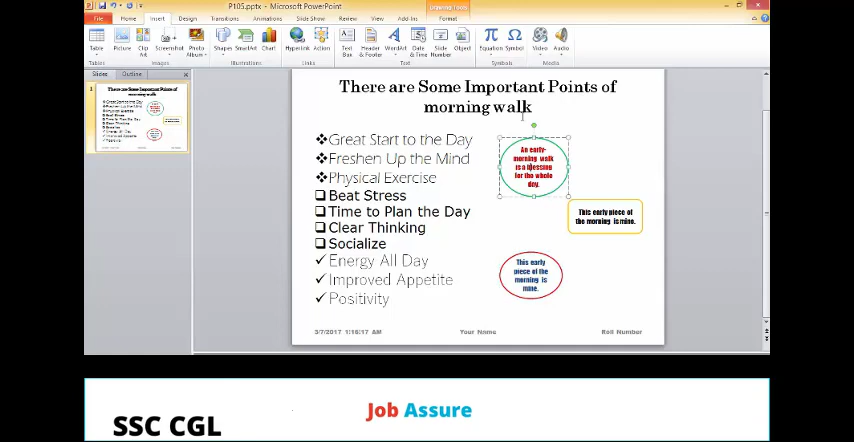 P105.pptx - Microsoft PowerPoint
Drawing Tools
File Home Insert Design Transitions Animations Slide Show Review View Add-Ins Format
Table Picture Clip Art Screenshot Photo Album Shapes SmartArt Chart Hyperlink Action Text Box Header & Footer WordArt Date & Time Slide Number Object Equation Symbol Video Audio
Tables Images Illustrations Links Text Symbols Media
Slides Outline
1
There are Some Important Points of
morning walk
Great Start to the Day
Freshen Up the Mind
Physical Exercise
Beat Stress
Time to Plan the Day
Clear Thinking
Socialize
Energy All Day
Improved Appetite
Positivity
An early-
morning walk
is a blessing
for the whole
day.
This early piece of
the morning is mine.
This early
piece of the
morning is
mine.
3/7/2017 1:16:17 AM Your Name Roll Number
Job Assure
SSC CGL